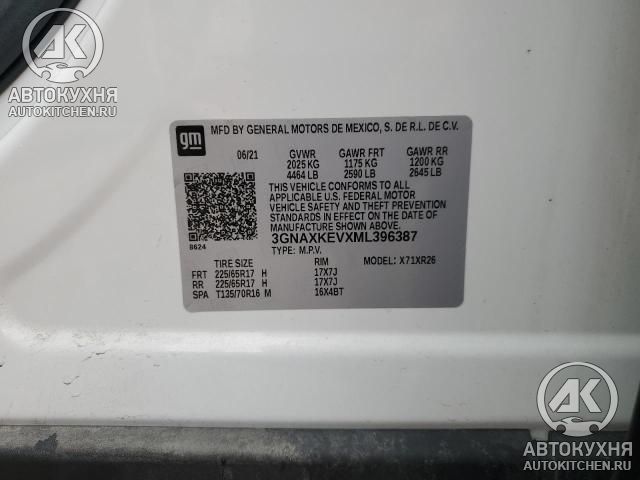 АВТОКУХНЯ
AUTOKITCHEN.RU
АВТОКУХНЯ
AUTOKITCHEN.RU
gm
MFD BY GENERAL MOTORS DE MEXICO, S. DE R.L. DE C.V.
06/21 GVWR GAWR FRT GAWR RR
2025 KG 1175 KG 1200 KG
4464 LB 2590 LB 2645 LB
THIS VEHICLE CONFORMS TO ALL
APPLICABLE U.S. FEDERAL MOTOR
VEHICLE SAFETY AND THEFT PREVENTION
STANDARDS IN EFFECT ON THE DATE OF
MANUFACTURE SHOWN ABOVE.
8624 3GNAXKEVXML396387
TYPE: M.P.V.
TIRE SIZE RIM MODEL: X71XR26
FRT 225/65R17 H 17X7J
RR 225/65R17 H 17X7J
SPA T135/70R16 M 16X4BT
AK
АВТОКУХНЯ
AUTOKITCHEN.RU